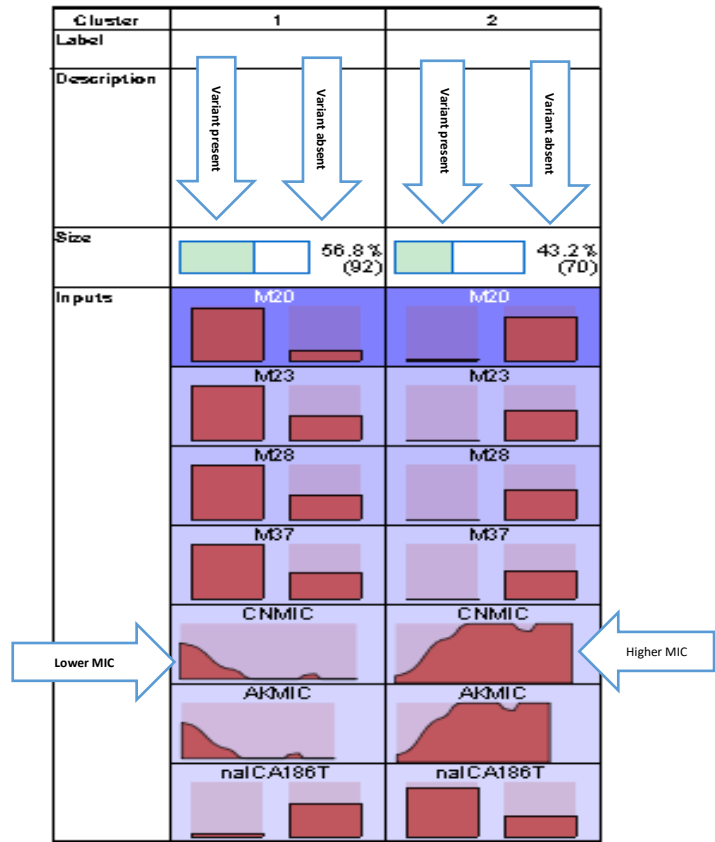 Cluster 1 2
Label
Description
Variant present
Variant absent
Variant present
Variant absent
Size
56.8%
(92)
43.2%
(70)
Inputs
M20 M20
M23 M23
M28 M28
M37 M37
CNMIC CNMIC
Lower MIC
Higher MIC
AKMIC AKMIC
nalCA186T nalCA186T